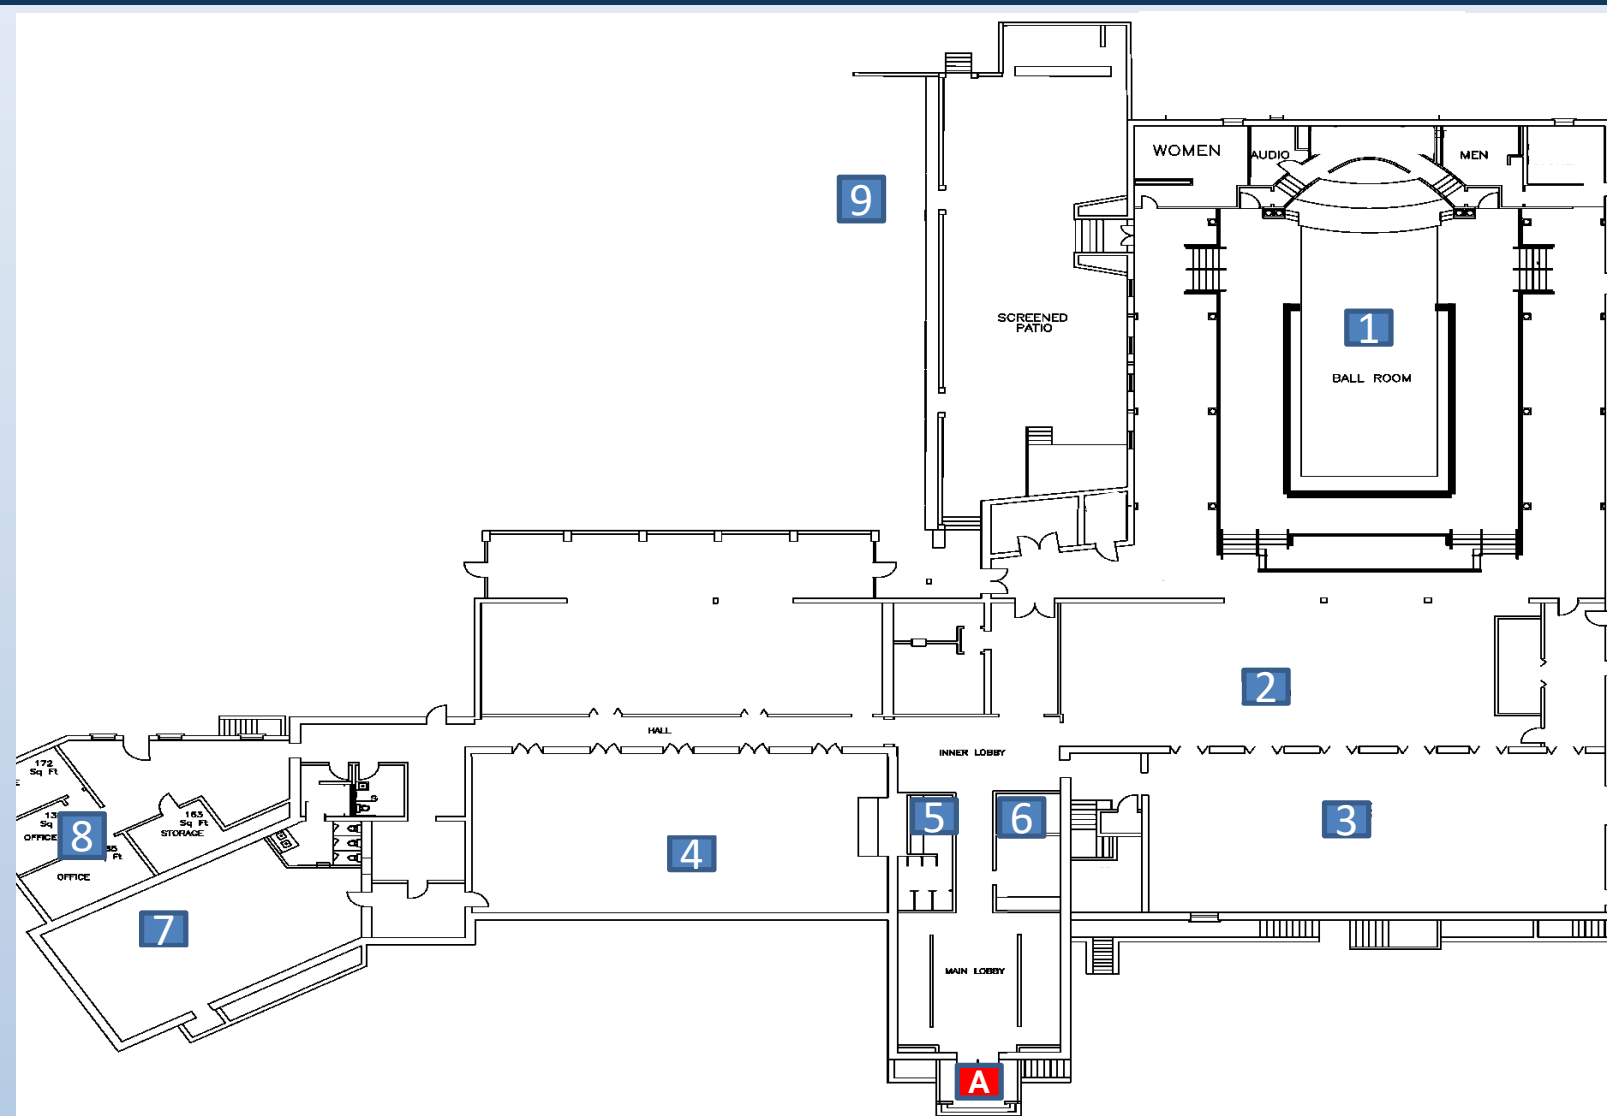 WOMEN
AUDIO
MEN
9
SCREENED
PATIO
1
BALL ROOM
2
HALL
INNER LOBBY
172
Sq Ft
163
Sq Ft
STORAGE
S
5
6
3
OFFICE
8
Ft
4
OFFICE
7
MAIN LOBBY
A